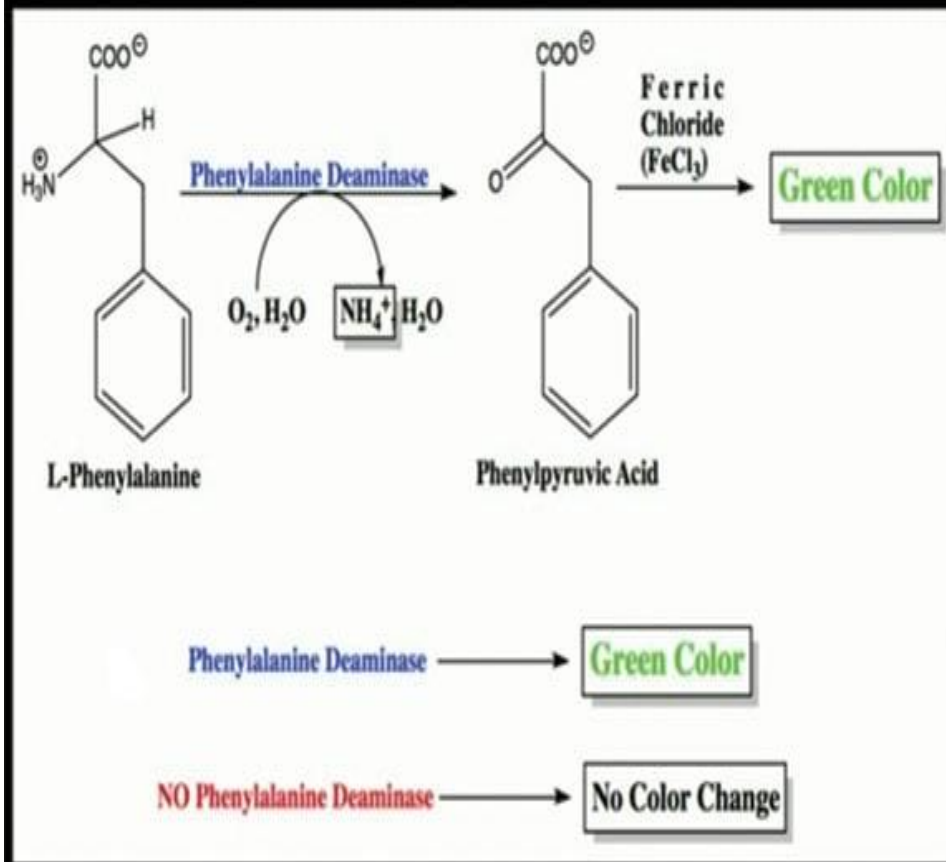 COO⊖
H
⊕
H₃N
Phenylalanine Deaminase
O₂, H₂O
NH₄⁺, H₂O
L-Phenylalanine
COO⊖
O
Phenylpyruvic Acid
Ferric
Chloride
(FeCl₃)
Green Color
Phenylalanine Deaminase
Green Color
NO Phenylalanine Deaminase
No Color Change